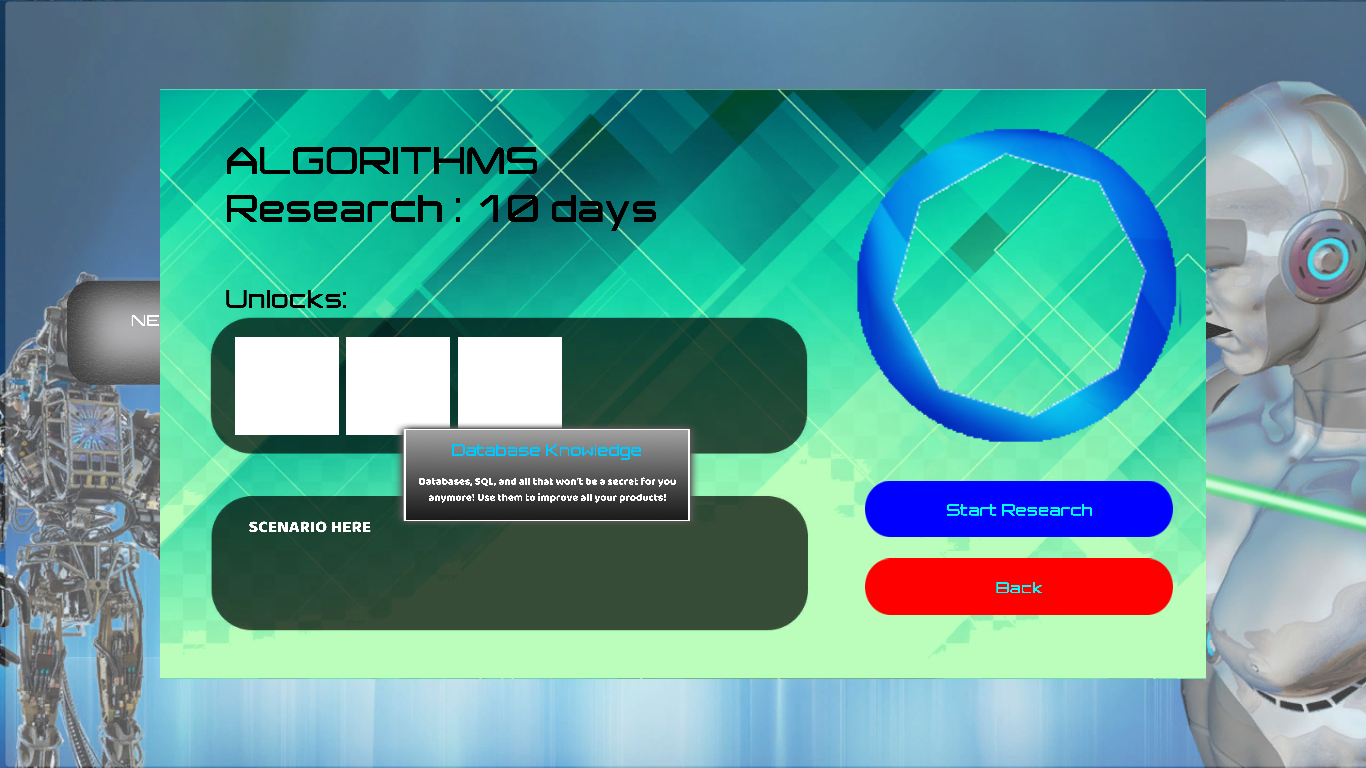 ALGORITHMS
Research : 10 days
Unlocks:
NE
Database Knowledge
Databases, SQL, and all that won't be a secret for you
anymore! Use them to improve all your products!
SCENARIO HERE
Start Research
Back